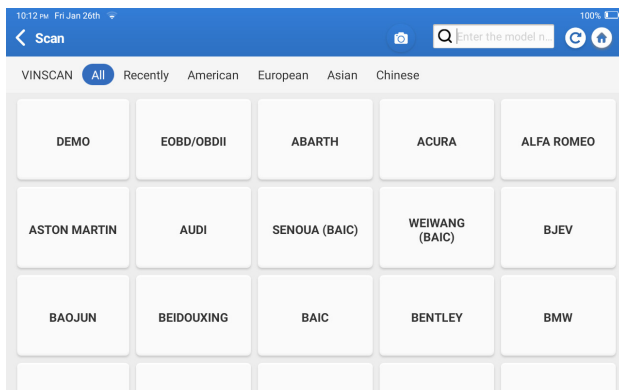 10:12 PM Fri Jan 26th 100%
Scan
Enter the model n...
VINSCAN All Recently American European Asian Chinese
DEMO EOBD/OBDII ABARTH ACURA ALFA ROMEO
ASTON MARTIN AUDI SENOUA (BAIC) WEIWANG (BAIC) BJEV
BAOJUN BEIDOUXING BAIC BENTLEY BMW